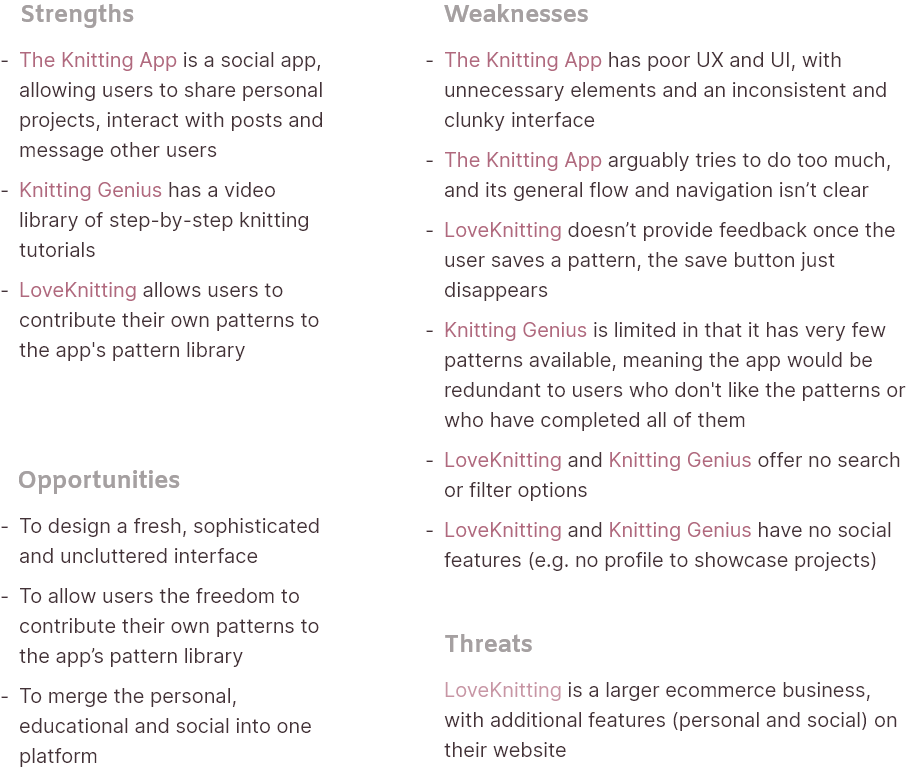 Strengths
- The Knitting App is a social app,
allowing users to share personal
projects, interact with posts and
message other users
- Knitting Genius has a video
library of step-by-step knitting
tutorials
- LoveKnitting allows users to
contribute their own patterns to
the app's pattern library
Weaknesses
- The Knitting App has poor UX and UI, with
unnecessary elements and an inconsistent and
clunky interface
- The Knitting App arguably tries to do too much,
and its general flow and navigation isn’t clear
- LoveKnitting doesn’t provide feedback once the
user saves a pattern, the save button just
disappears
- Knitting Genius is limited in that it has very few
patterns available, meaning the app would be
redundant to users who don't like the patterns or
who have completed all of them
- LoveKnitting and Knitting Genius offer no search
or filter options
- LoveKnitting and Knitting Genius have no social
features (e.g. no profile to showcase projects)
Opportunities
- To design a fresh, sophisticated
and uncluttered interface
- To allow users the freedom to
contribute their own patterns to
the app’s pattern library
- To merge the personal,
educational and social into one
platform
Threats
LoveKnitting is a larger ecommerce business,
with additional features (personal and social) on
their website